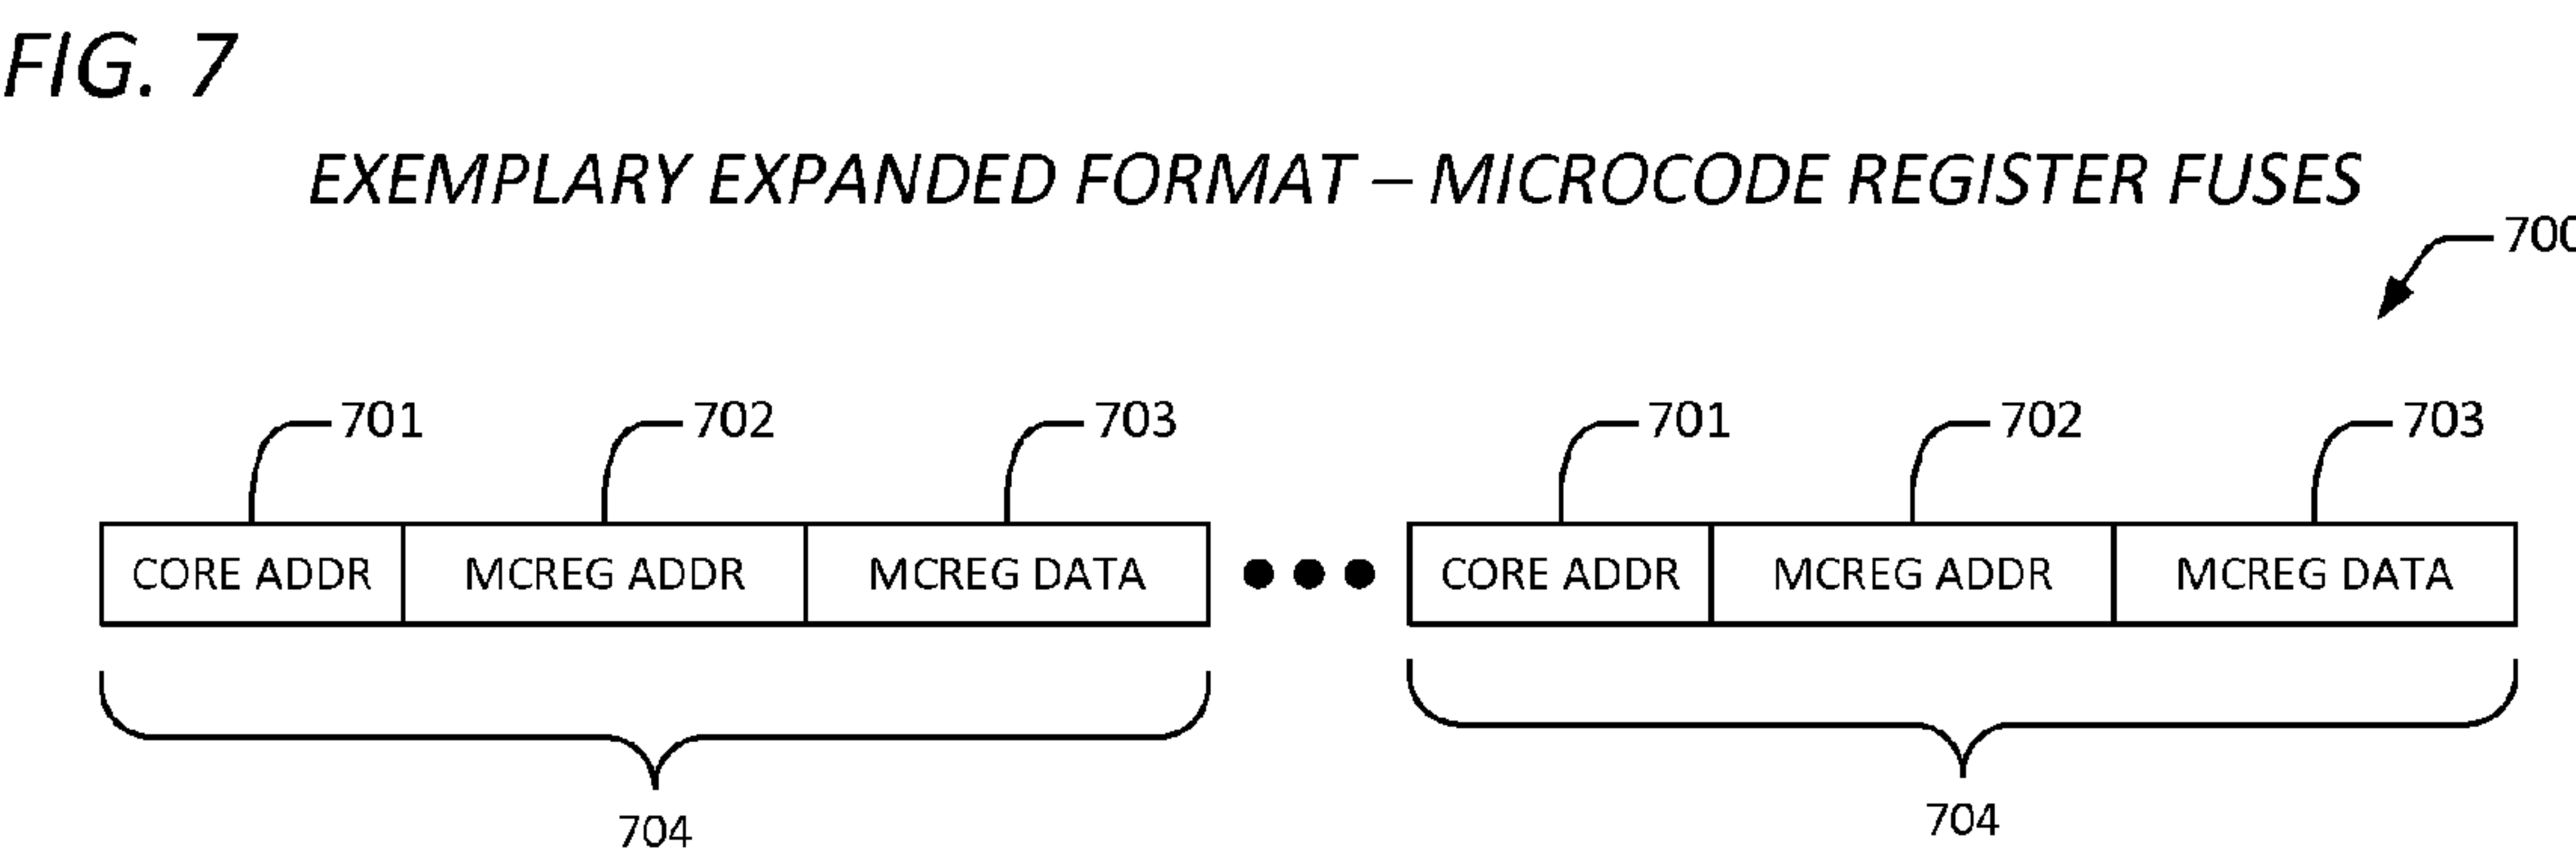 FIG. 7
EXEMPLARY EXPANDED FORMAT – MICROCODE REGISTER FUSES
700
701 702 703 701 702 703
CORE ADDR MCREG ADDR MCREG DATA CORE ADDR MCREG ADDR MCREG DATA
704 704